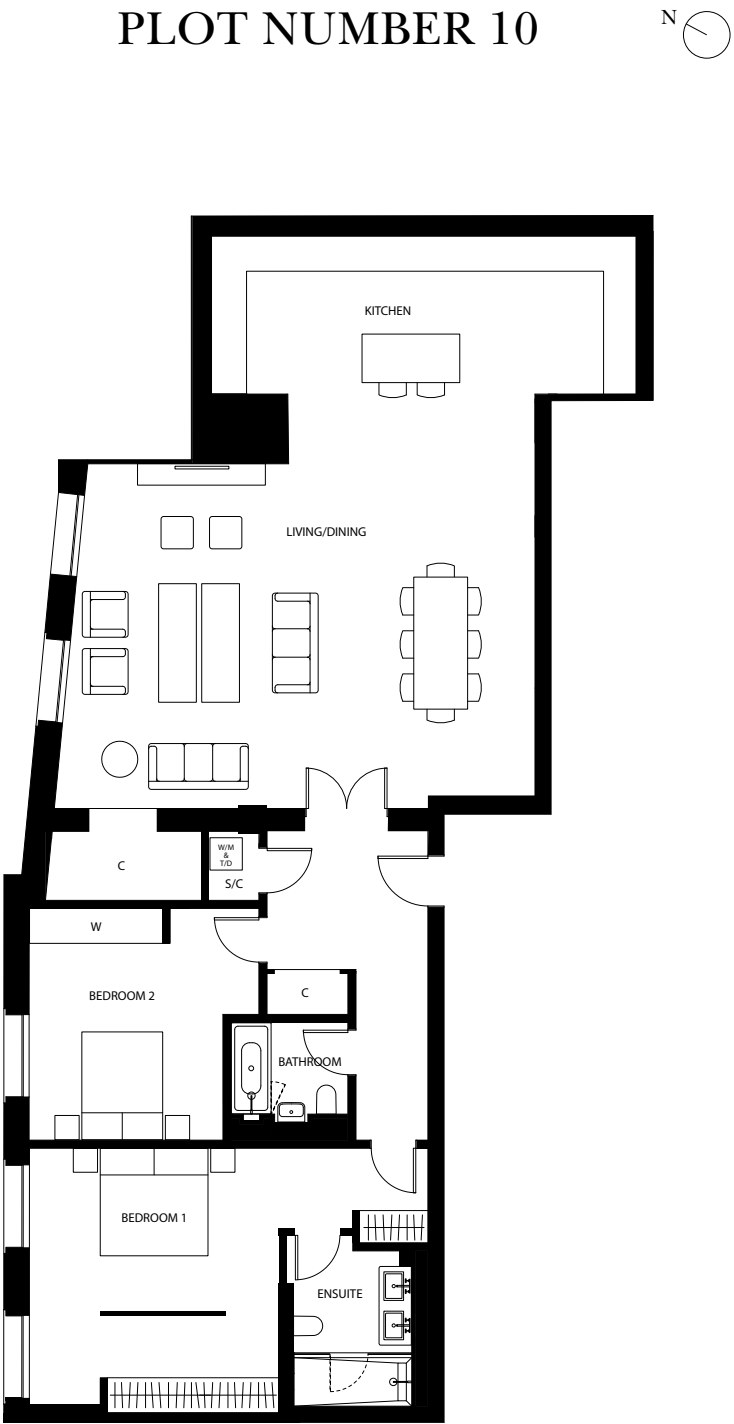 PLOT NUMBER 10
N
KITCHEN
LIVING/DINING
W/M
&
T/D
C
S/C
W
BEDROOM 2
C
BATHROOM
BEDROOM 1
ENSUITE